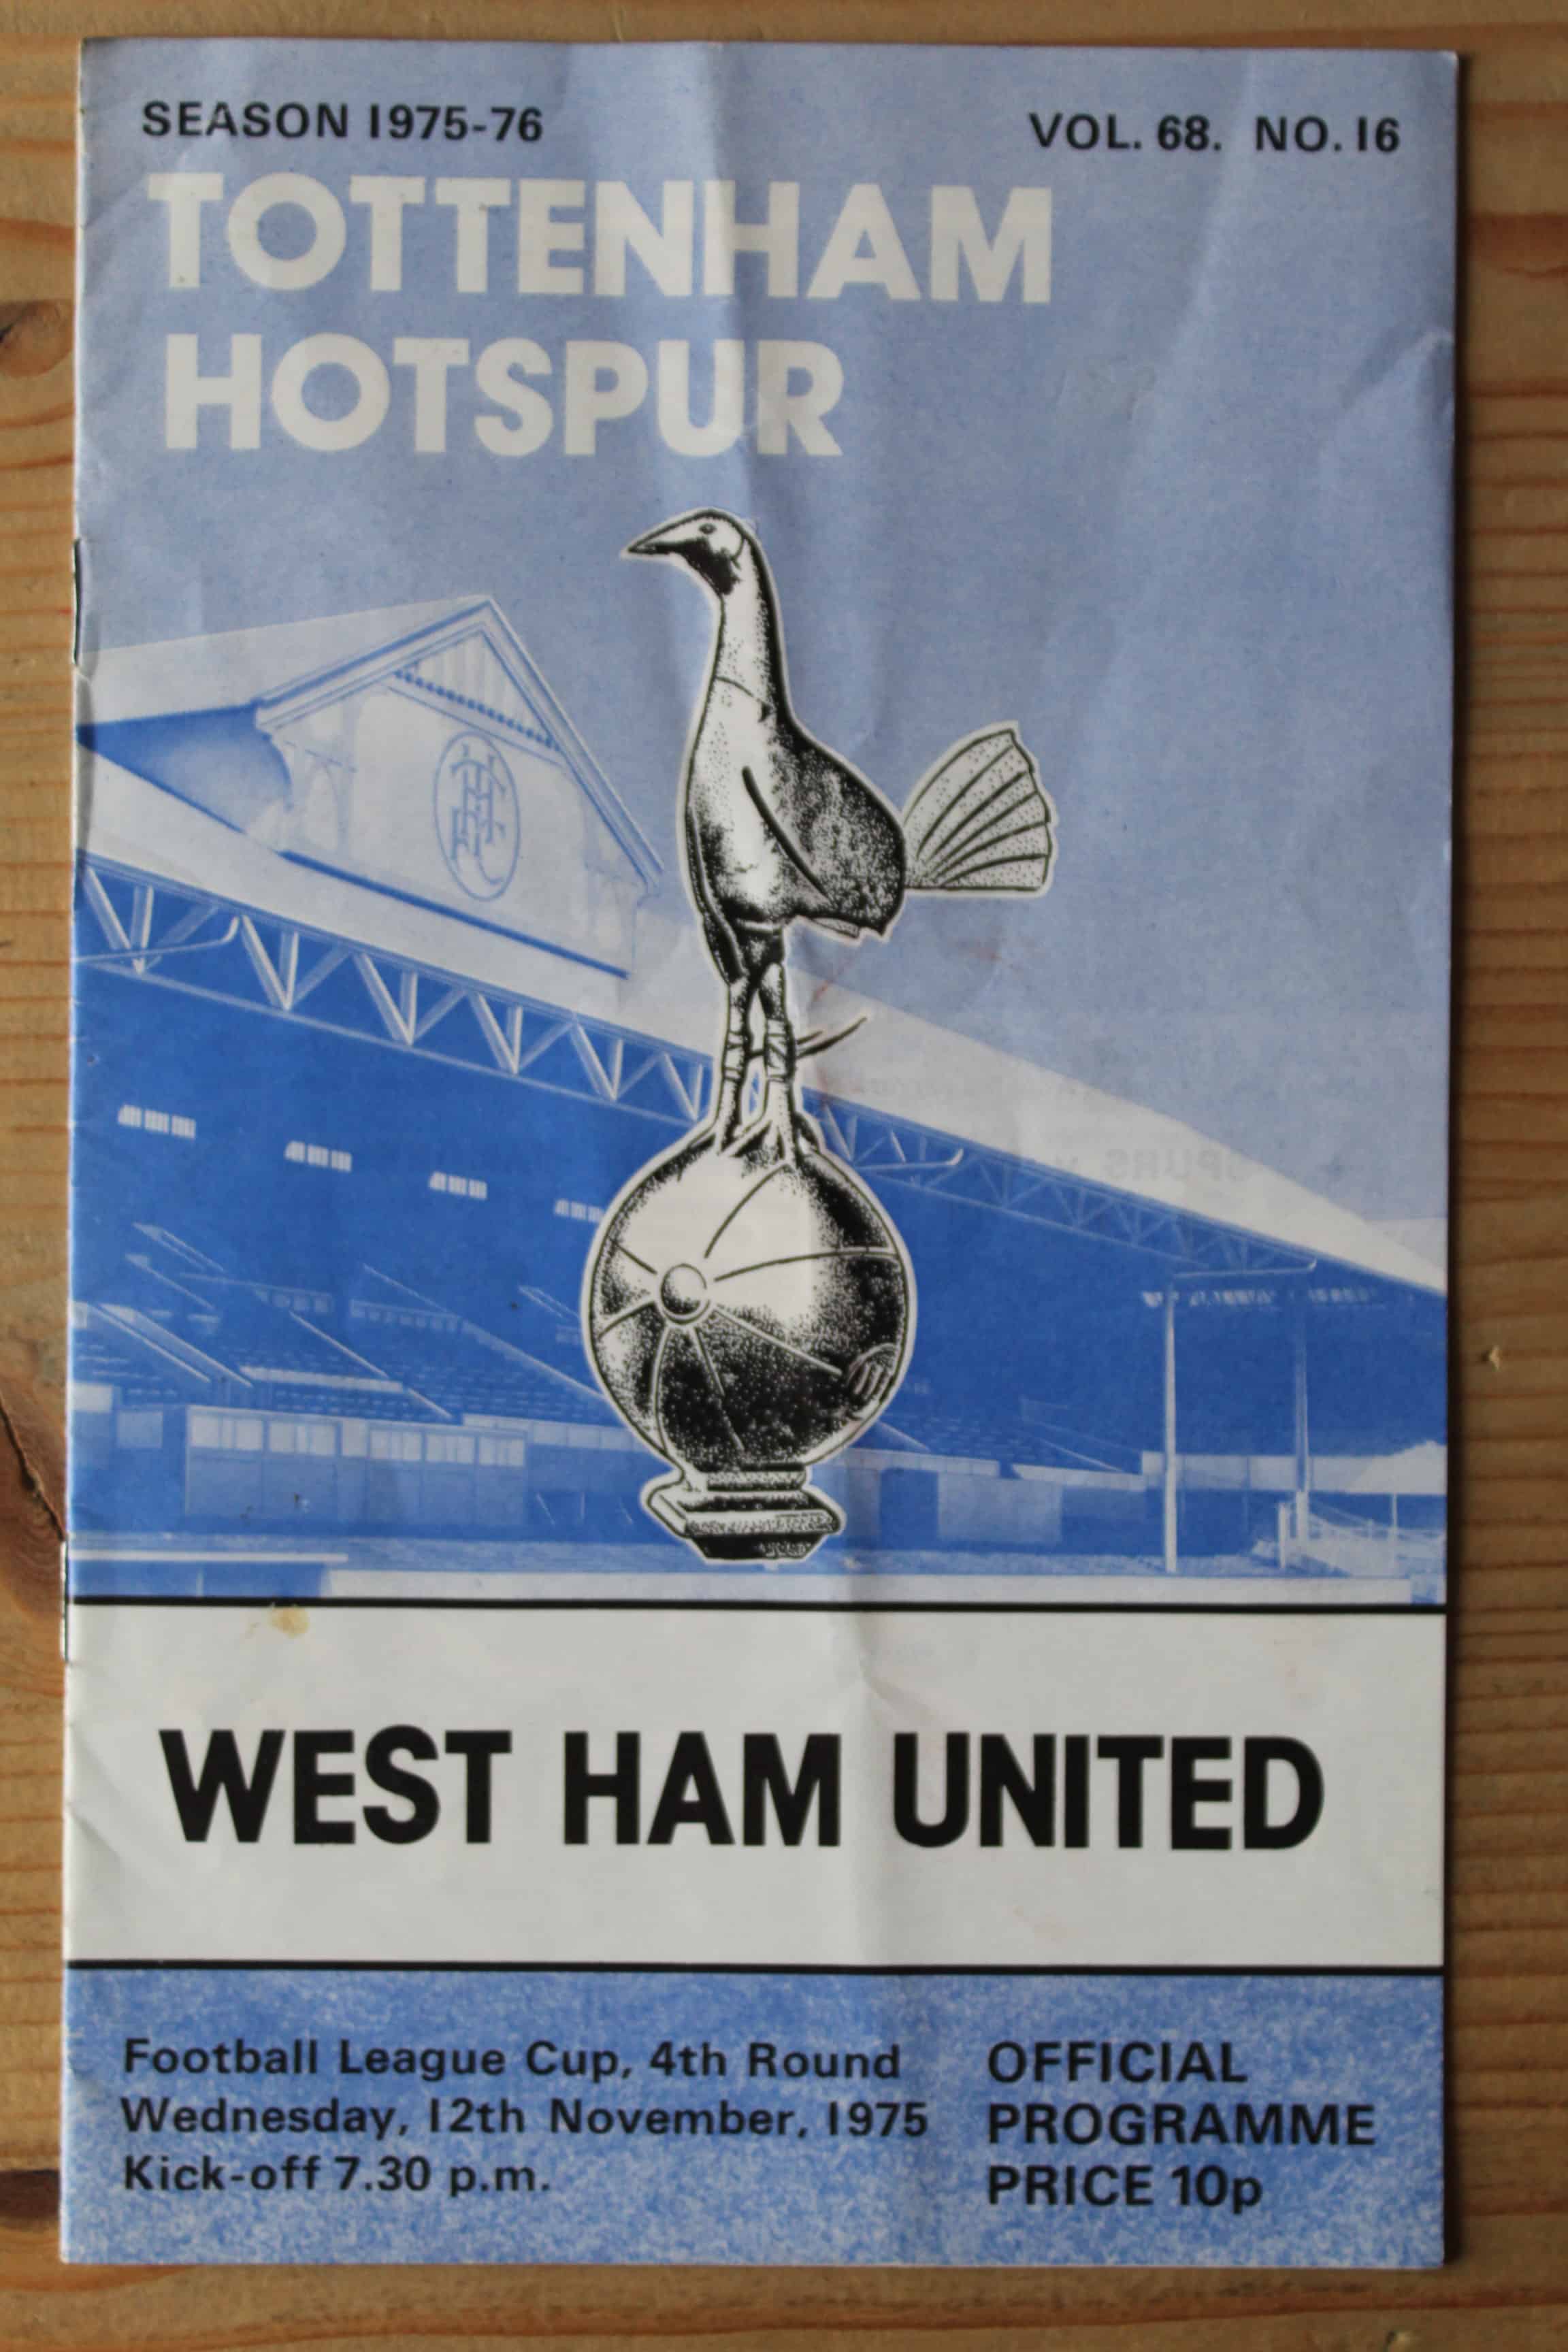 SEASON 1975-76
VOL. 68. NO. 16
TOTTENHAM
HOTSPUR
WEST HAM UNITED
Football League Cup, 4th Round
Wednesday, 12th November, 1975
Kick-off 7.30 p.m.
OFFICIAL
PROGRAMME
PRICE 10p